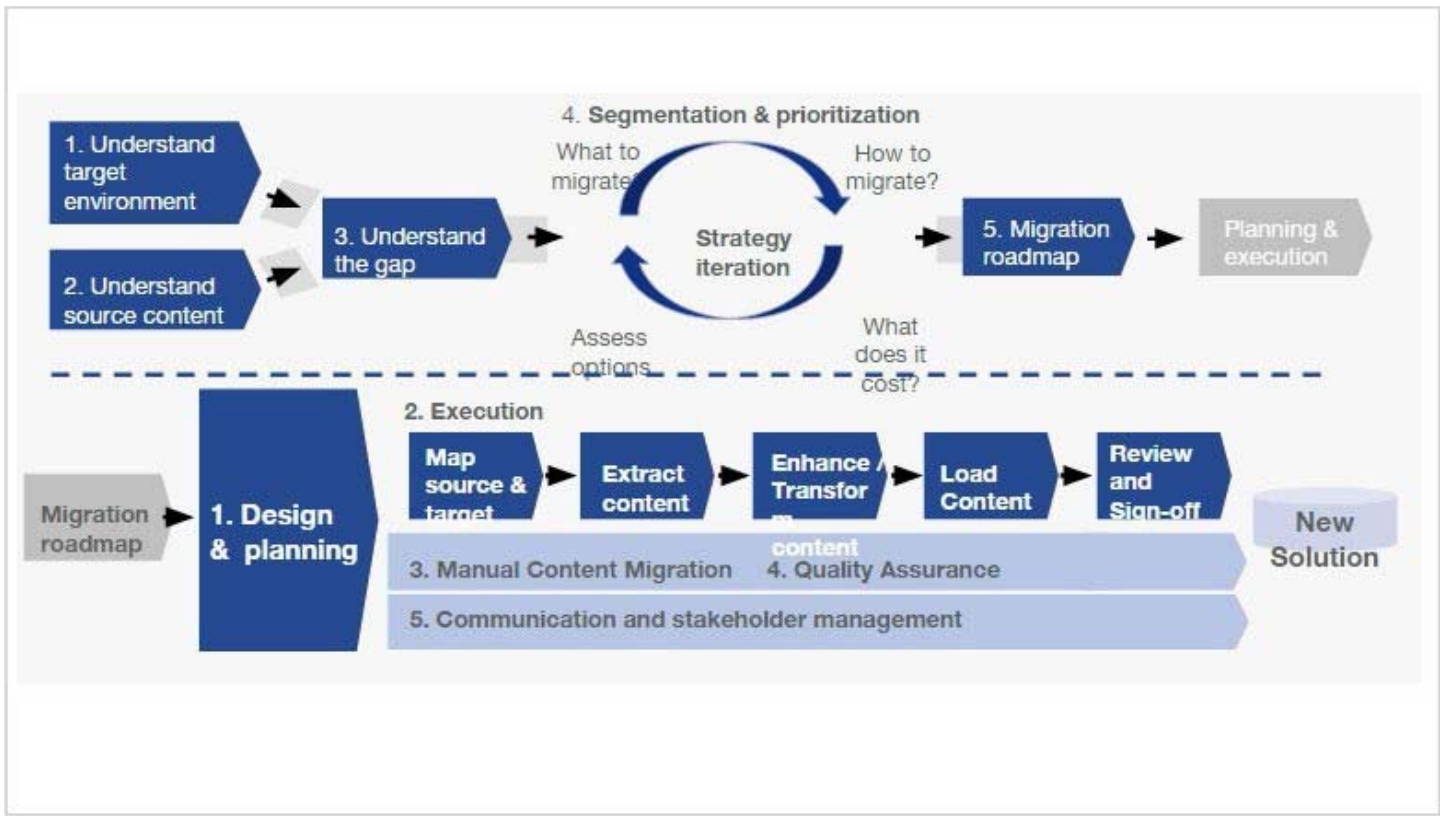 4. Segmentation & prioritization
1. Understand
target
environment
2. Understand
source content
3. Understand
the gap
What to
migrate?
How to
migrate?
Strategy
iteration
Assess
options
What
does it
cost?
5. Migration
roadmap
Planning &
execution
Migration
roadmap
1. Design
& planning
2. Execution
Map
source &
target
Extract
content
Enhance /
Transfor
m
content
Load
Content
Review
and
Sign-off
3. Manual Content Migration 4. Quality Assurance
5. Communication and stakeholder management
New
Solution